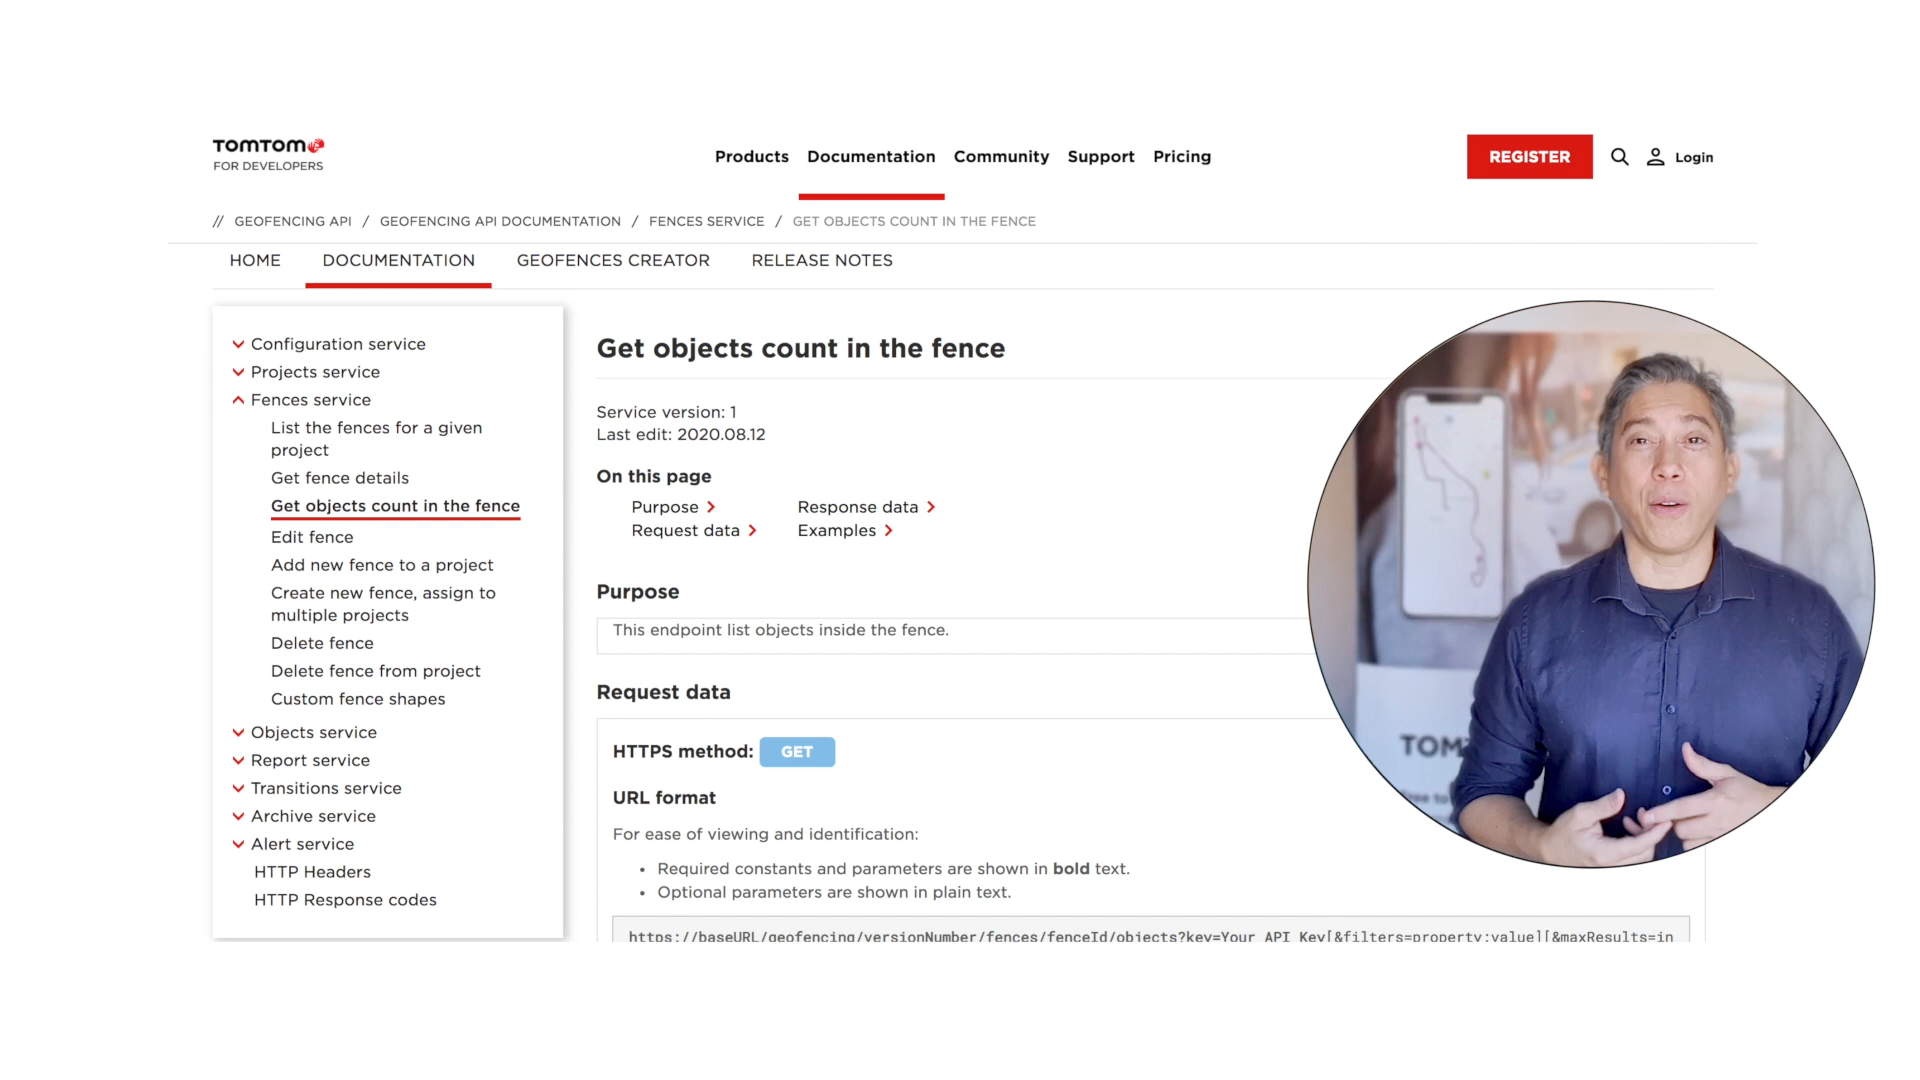 TOMTOM
FOR DEVELOPERS
Products Documentation Community Support Pricing
REGISTER
Login
// GEOFENCING API / GEOFENCING API DOCUMENTATION / FENCES SERVICE / GET OBJECTS COUNT IN THE FENCE
HOME DOCUMENTATION GEOFENCES CREATOR RELEASE NOTES
Configuration service
Projects service
Fences service
List the fences for a given
project
Get fence details
Get objects count in the fence
Edit fence
Add new fence to a project
Create new fence, assign to
multiple projects
Delete fence
Delete fence from project
Custom fence shapes
Objects service
Report service
Transitions service
Archive service
Alert service
HTTP Headers
HTTP Response codes
Get objects count in the fence
Service version: 1
Last edit: 2020.08.12
On this page
Purpose Response data
Request data Examples
Purpose
This endpoint list objects inside the fence.
Request data
HTTPS method: GET
URL format
For ease of viewing and identification:
• Required constants and parameters are shown in bold text.
• Optional parameters are shown in plain text.
https://baseURL/geofencing/versionNumber/fences/fenceId/objects?key=Your_API_Key[&filters=property;value][&maxResults=in
TOMT